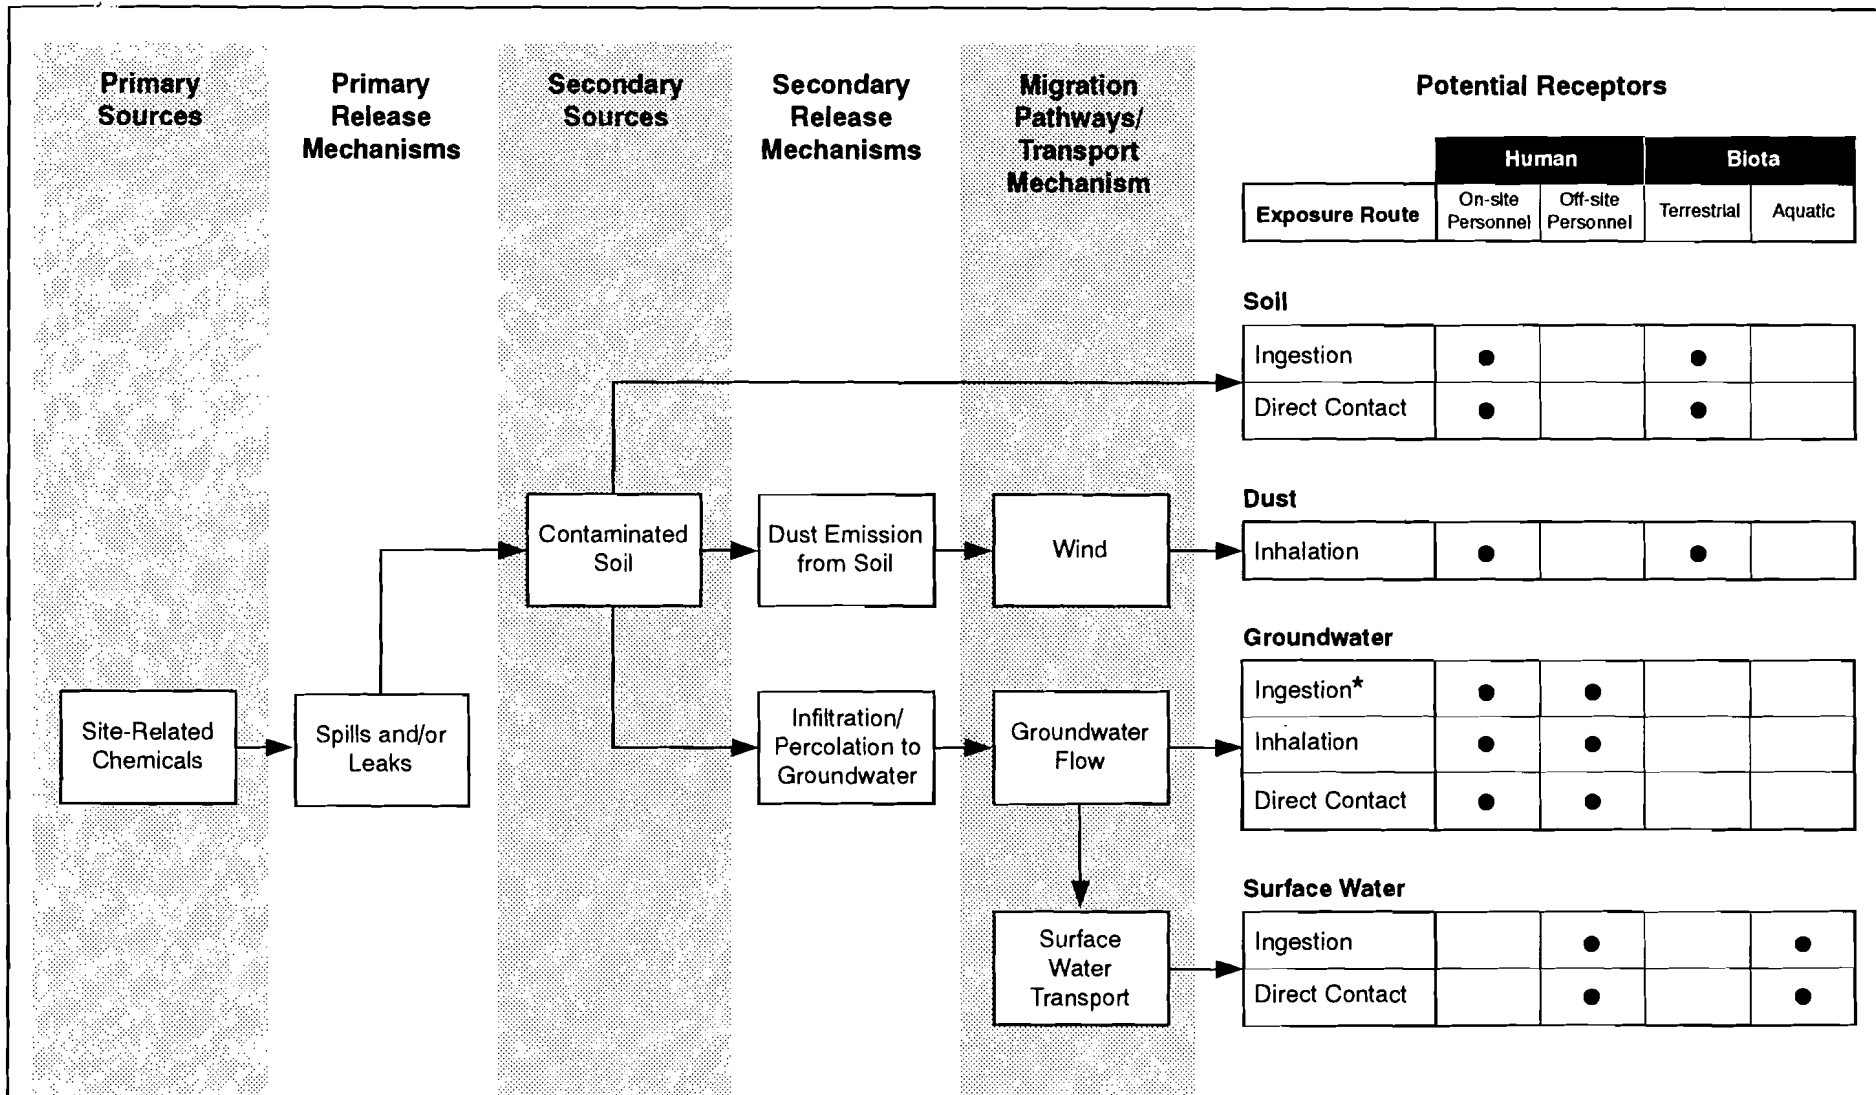 Primary
Sources
Primary
Release
Mechanisms
Secondary
Sources
Secondary
Release
Mechanisms
Migration
Pathways/
Transport
Mechanism
Potential Receptors
Human
Biota
Exposure Route
On-site
Personnel
Off-site
Personnel
Terrestrial
Aquatic
Soil
Ingestion
Direct Contact
Contaminated
Soil
Dust Emission
from Soil
Wind
Dust
Inhalation
Site-Related
Chemicals
Spills and/or
Leaks
Infiltration/
Percolation to
Groundwater
Groundwater
Flow
Groundwater
Ingestion*
Inhalation
Direct Contact
Surface
Water
Transport
Surface Water
Ingestion
Direct Contact